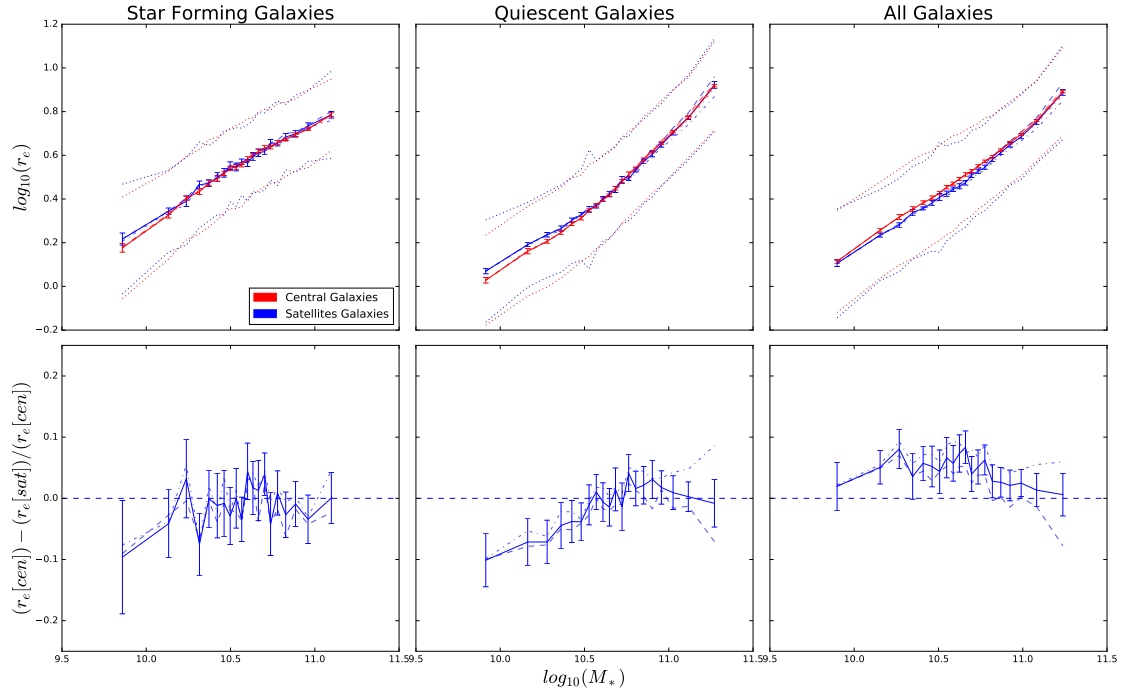 Star Forming Galaxies
Quiescent Galaxies
All Galaxies
1.2
1.0
0.8
0.6
0.4
0.2
0.0
−0.2
log10(re)
Central Galaxies
Satellites Galaxies
0.2
0.1
0.0
−0.1
−0.2
(re[cen]) − (re[sat])/(re[cen])
9.5 10.0 10.5 11.0 11.5
9.5 10.0 10.5 11.0 11.5
9.5 10.0 10.5 11.0 11.5
log10(M*)